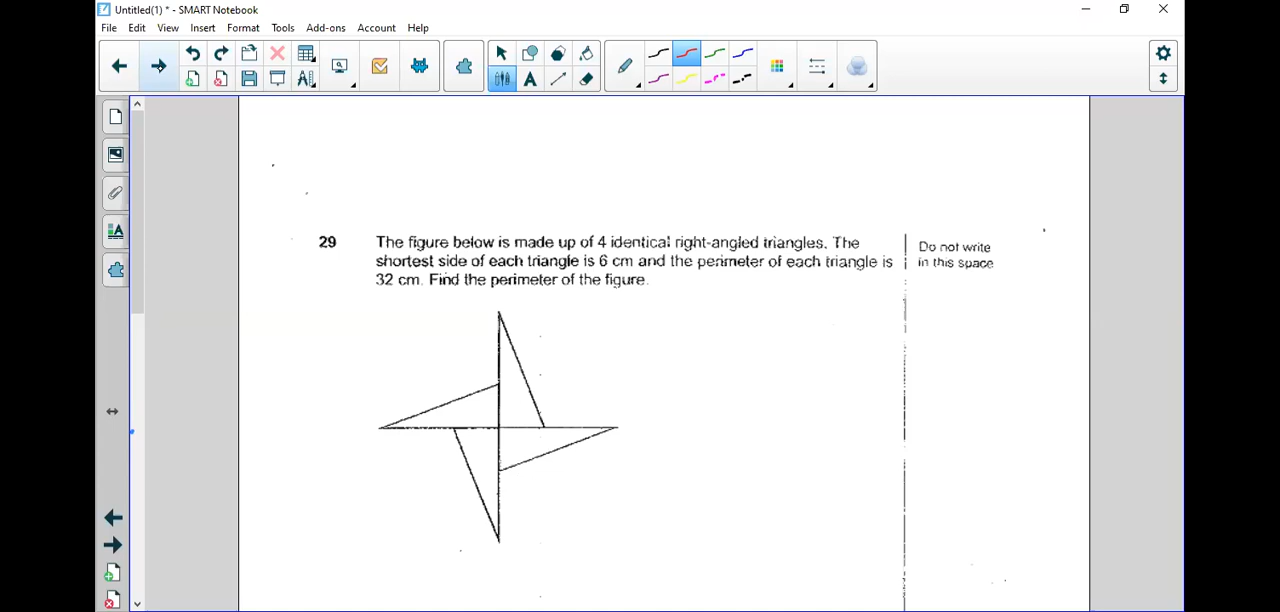 Untitled(1) * - SMART Notebook
File Edit View Insert Format Tools Add-ons Account Help
29 The figure below is made up of 4 identical right-angled triangles. The
shortest side of each triangle is 6 cm and the perimeter of each triangle is
32 cm. Find the perimeter of the figure.
Do not write
in this space